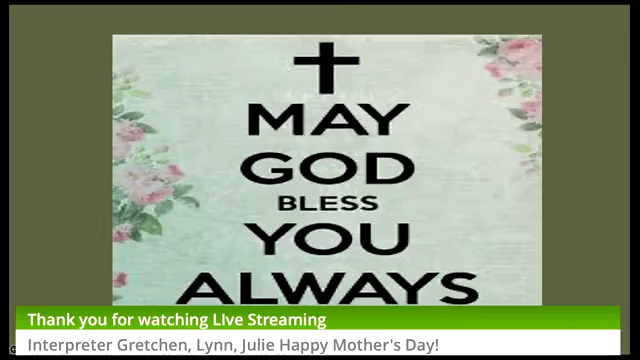 MAY
GOD
BLESS
YOU
ALWAYS
Thank you for watching LIve Streaming
Interpreter Gretchen, Lynn, Julie Happy Mother's Day!